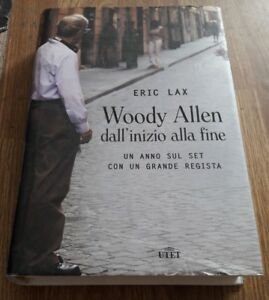 ERIC LAX
Woody Allen
dall'inizio alla fine
UN ANNO SUL SET
CON UN GRANDE REGISTA
UTET